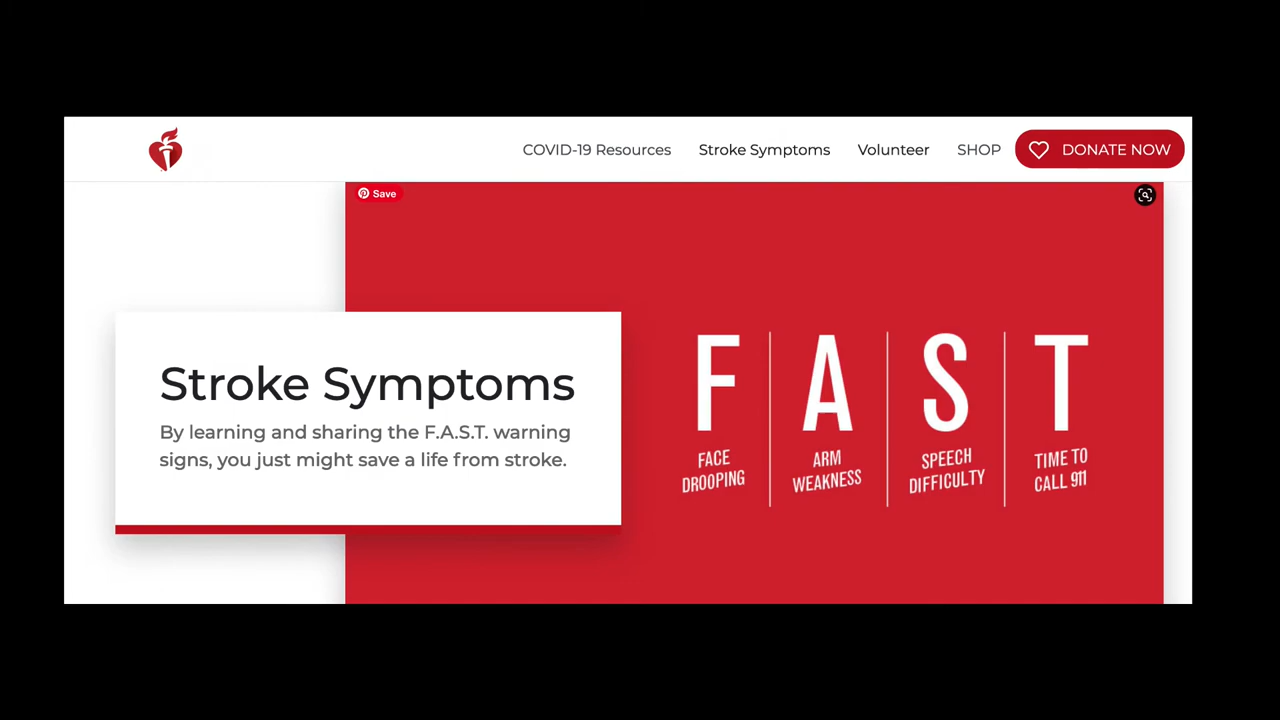 COVID-19 Resources
Stroke Symptoms
Volunteer
SHOP
DONATE NOW
Save
Stroke Symptoms
By learning and sharing the F.A.S.T. warning
signs, you just might save a life from stroke.
F
FACE
DROOPING
A
ARM
WEAKNESS
S
SPEECH
DIFFICULTY
T
TIME TO
CALL 911